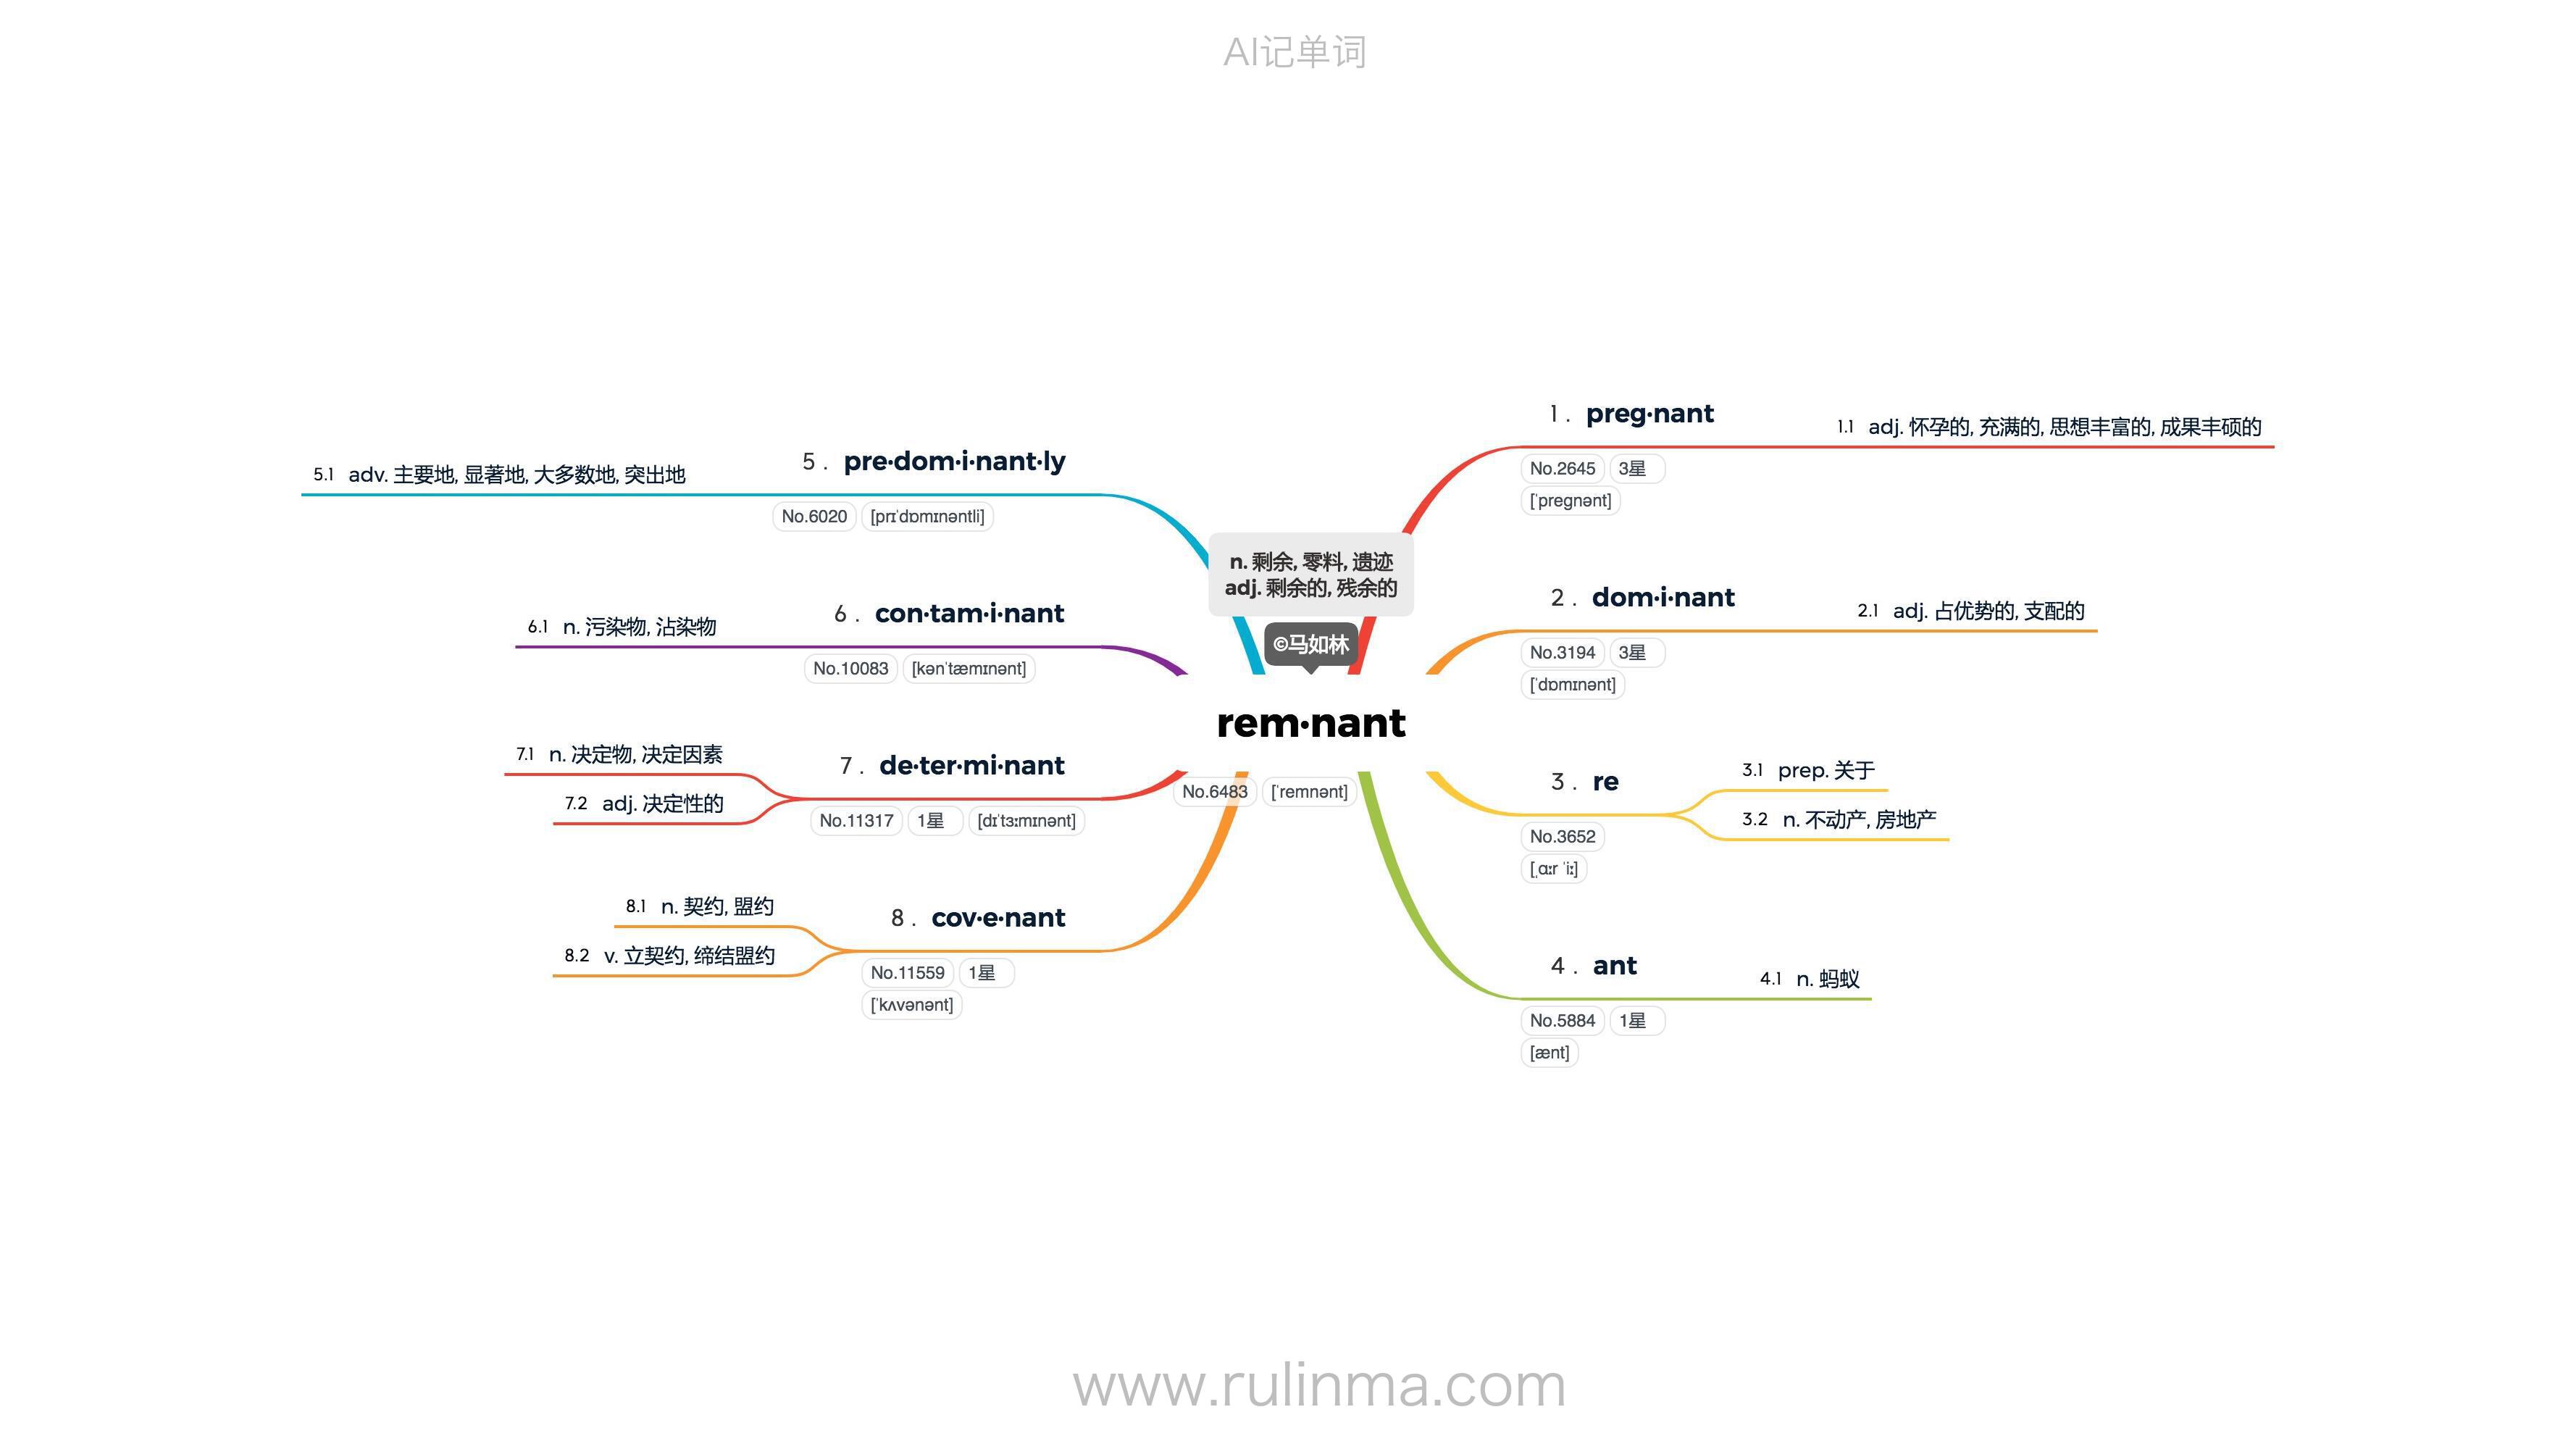 AI记单词
n. 剩余, 零料, 遗迹
adj. 剩余的, 残余的
©马如林
rem·nant
No.6483 [ˈremnənt]
1. preg·nant
No.2645 3星
[ˈpregnənt]
1.1 adj. 怀孕的, 充满的, 思想丰富的, 成果丰硕的
2. dom·i·nant
No.3194 3星
[ˈdɒmɪnənt]
2.1 adj. 占优势的, 支配的
3. re
No.3652
[ˌɑːr ˈiː]
3.1 prep. 关于
3.2 n. 不动产, 房地产
4. ant
No.5884 1星
[ænt]
4.1 n. 蚂蚁
5. pre·dom·i·nant·ly
No.6020 [prɪˈdɒmɪnəntli]
5.1 adv. 主要地, 显著地, 大多数地, 突出地
6. con·tam·i·nant
No.10083 [kənˈtæmɪnənt]
6.1 n. 污染物, 沾染物
7. de·ter·mi·nant
No.11317 1星 [dɪˈtɜːmɪnənt]
7.1 n. 决定物, 决定因素
7.2 adj. 决定性的
8. cov·e·nant
No.11559 1星
[ˈkʌvənənt]
8.1 n. 契约, 盟约
8.2 v. 立契约, 缔结盟约
www.rulinma.com